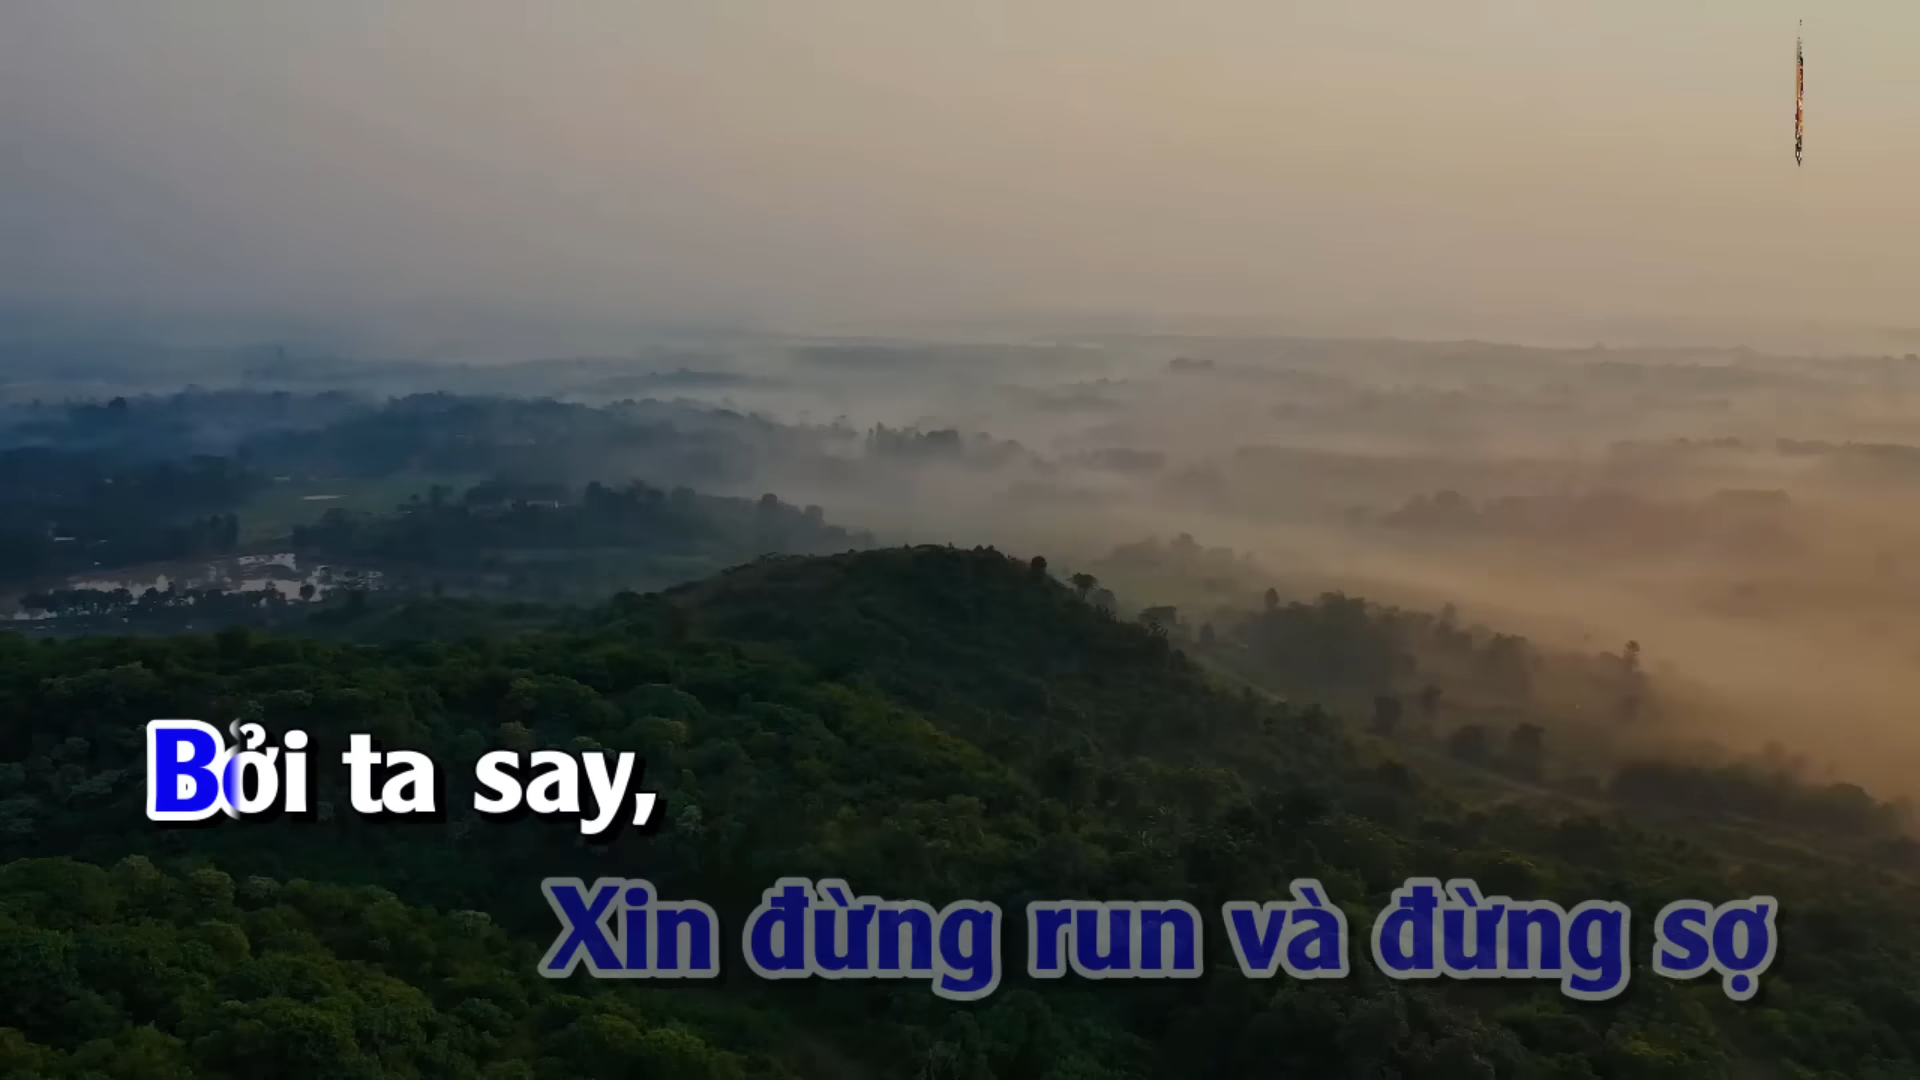 Bởi ta say,
Xin đừng run và đừng sợ